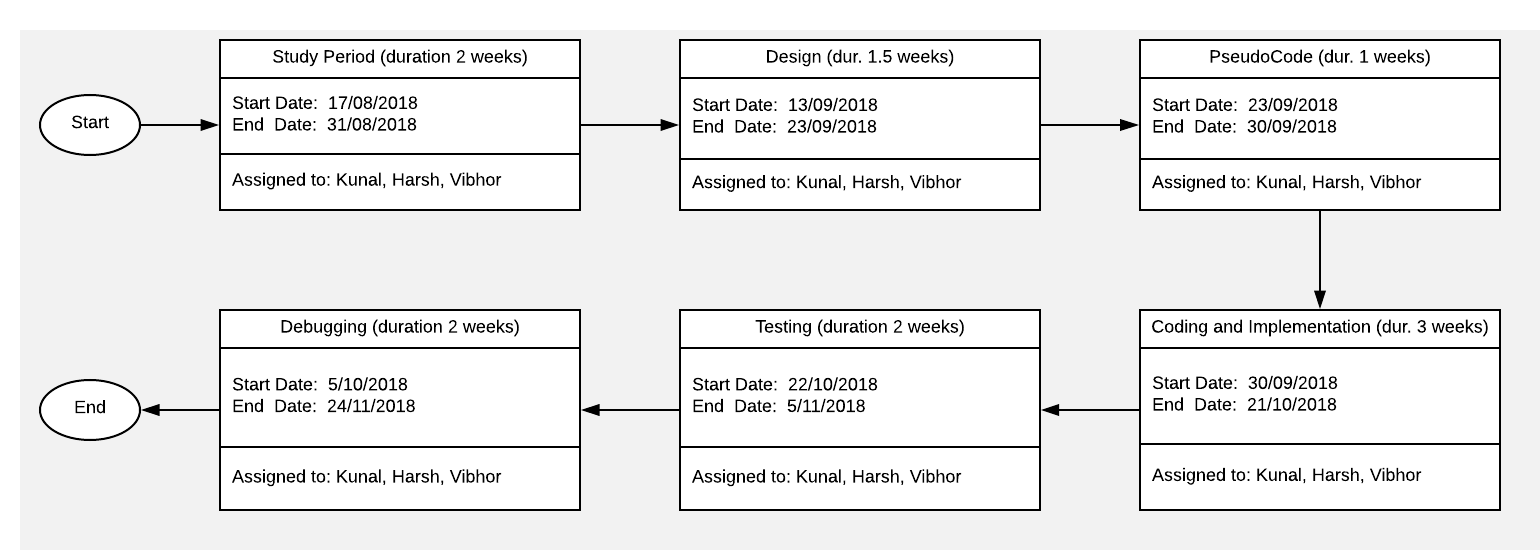 Start
Study Period (duration 2 weeks)
Start Date:  17/08/2018
End  Date:  31/08/2018
Assigned to: Kunal, Harsh, Vibhor
Design (dur. 1.5 weeks)
Start Date:  13/09/2018
End  Date:  23/09/2018
Assigned to: Kunal, Harsh, Vibhor
PseudoCode (dur. 1 weeks)
Start Date:  23/09/2018
End  Date:  30/09/2018
Assigned to: Kunal, Harsh, Vibhor
Coding and Implementation (dur. 3 weeks)
Start Date:  30/09/2018
End  Date:  21/10/2018
Assigned to: Kunal, Harsh, Vibhor
Testing (duration 2 weeks)
Start Date:  22/10/2018
End  Date:  5/11/2018
Assigned to: Kunal, Harsh, Vibhor
Debugging (duration 2 weeks)
Start Date:  5/10/2018
End  Date:  24/11/2018
Assigned to: Kunal, Harsh, Vibhor
End